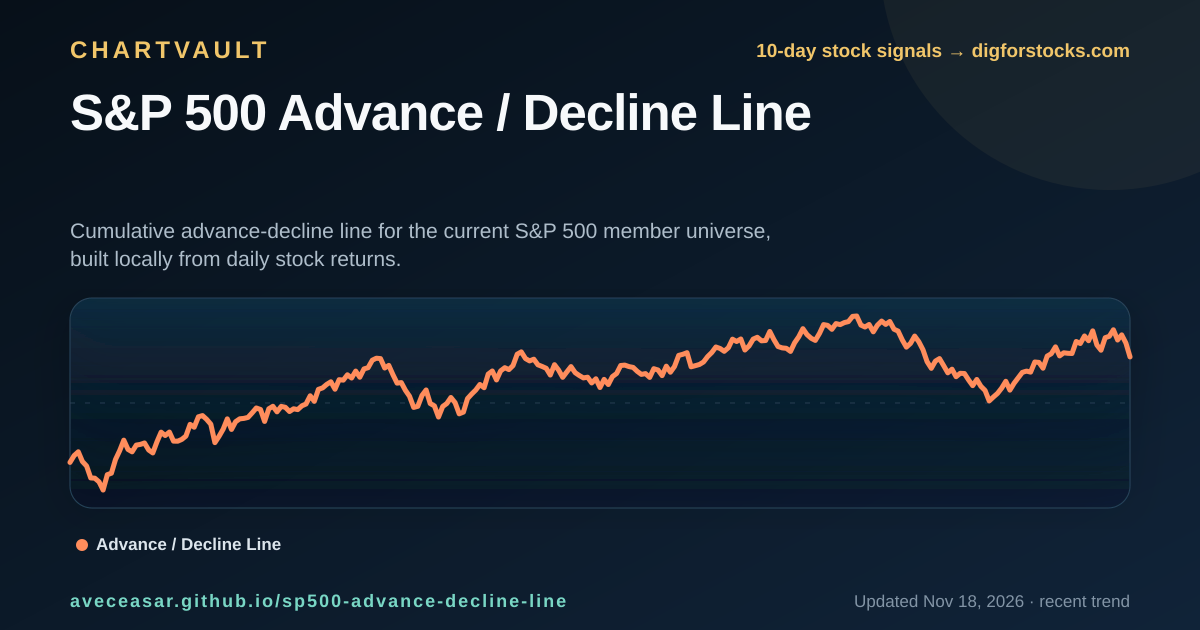 CHARTVAULT
10-day stock signals → digforstocks.com
S&P 500 Advance / Decline Line
Cumulative advance-decline line for the current S&P 500 member universe,
built locally from daily stock returns.
Advance / Decline Line
aveceasar.github.io/sp500-advance-decline-line
Updated Nov 18, 2026 · recent trend